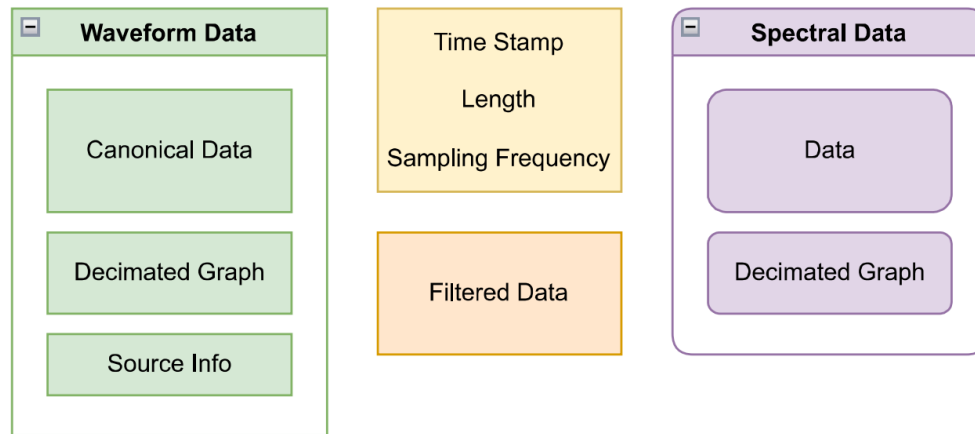 Waveform Data
Canonical Data
Decimated Graph
Source Info
Time Stamp
Length
Sampling Frequency
Filtered Data
Spectral Data
Data
Decimated Graph